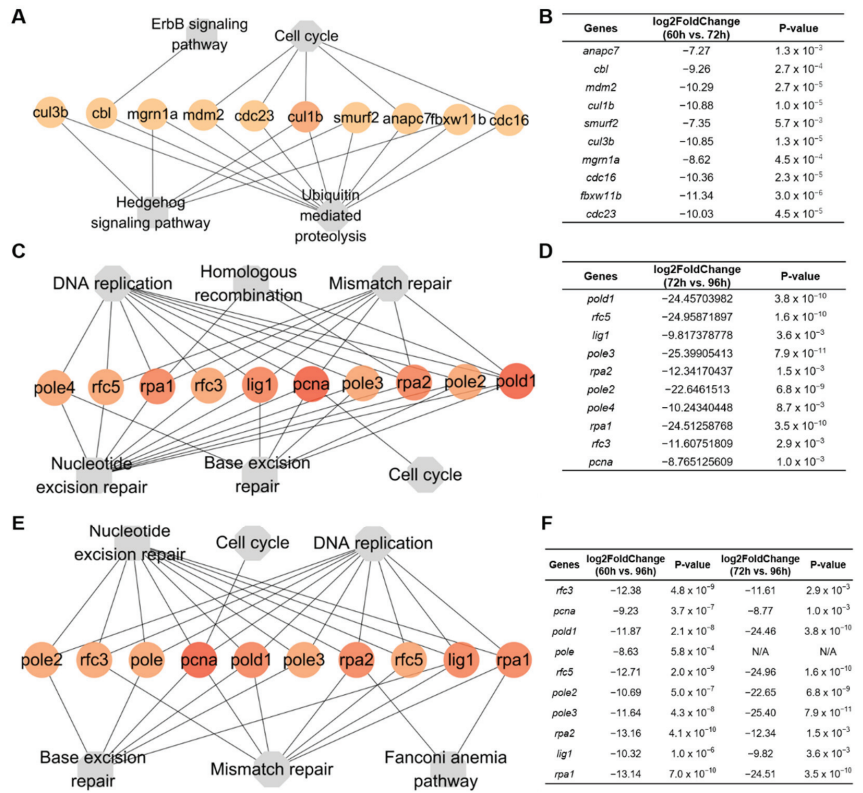 A
ErbB signaling
pathway
Cell cycle
cul3b cbl mgrn1a mdm2 cdc23 cul1b smurf2 anapc7 fbxw11b cdc16
Hedgehog
signaling pathway
Ubiquitin
mediated
proteolysis
B
Genes log2FoldChange (60h vs. 72h) P-value
anapc7 −7.27 1.3 x 10⁻³
cbl −9.26 2.7 x 10⁻⁴
mdm2 −10.29 2.7 x 10⁻⁵
cul1b −10.88 1.0 x 10⁻⁵
smurf2 −7.35 5.7 x 10⁻³
cul3b −10.85 1.3 x 10⁻⁵
mgrn1a −8.62 4.5 x 10⁻⁴
cdc16 −10.36 2.3 x 10⁻⁵
fbxw11b −11.34 3.0 x 10⁻⁶
cdc23 −10.03 4.5 x 10⁻⁵
C
DNA replication
Homologous
recombination
Mismatch repair
pole4 rfc5 rpa1 rfc3 lig1 pcna pole3 rpa2 pole2 pold1
Nucleotide
excision repair
Base excision
repair
Cell cycle
D
Genes log2FoldChange (72h vs. 96h) P-value
pold1 −24.45703982 3.8 x 10⁻¹⁰
rfc5 −24.95871897 1.6 x 10⁻¹⁰
lig1 −9.817378778 3.6 x 10⁻³
pole3 −25.39905413 7.9 x 10⁻¹¹
rpa2 −12.34170437 1.5 x 10⁻³
pole2 −22.6461513 6.8 x 10⁻⁹
pole4 −10.24340448 8.7 x 10⁻³
rpa1 −24.51258768 3.5 x 10⁻¹⁰
rfc3 −11.60751809 2.9 x 10⁻³
pcna −8.765125609 1.0 x 10⁻³
E
Nucleotide
excision repair
Cell cycle
DNA replication
pole2 rfc3 pole pcna pold1 pole3 rpa2 rfc5 lig1 rpa1
Base excision
repair
Mismatch repair
Fanconi anemia
pathway
F
Genes log2FoldChange (60h vs. 96h) P-value log2FoldChange (72h vs. 96h) P-value
rfc3 −12.38 4.8 x 10⁻⁹ −11.61 2.9 x 10⁻³
pcna −9.23 3.7 x 10⁻⁷ −8.77 1.0 x 10⁻³
pold1 −11.87 2.1 x 10⁻⁸ −24.46 3.8 x 10⁻¹⁰
pole −8.63 5.8 x 10⁻⁴ N/A N/A
rfc5 −12.71 2.0 x 10⁻⁹ −24.96 1.6 x 10⁻¹⁰
pole2 −10.69 5.0 x 10⁻⁷ −22.65 6.8 x 10⁻⁹
pole3 −11.64 4.3 x 10⁻⁸ −25.40 7.9 x 10⁻¹¹
rpa2 −13.16 4.1 x 10⁻¹⁰ −12.34 1.5 x 10⁻³
lig1 −10.32 1.0 x 10⁻⁶ −9.82 3.6 x 10⁻³
rpa1 −13.14 7.0 x 10⁻¹⁰ −24.51 3.5 x 10⁻¹⁰